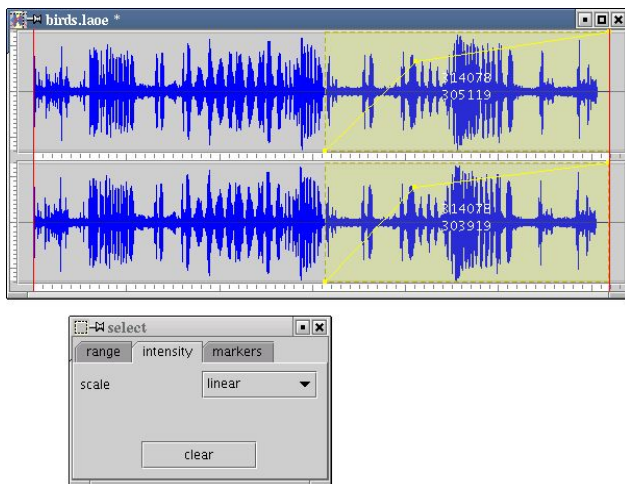 birds.laoe *
314078
305119
314078
303919
select
range intensity markers
scale linear
clear